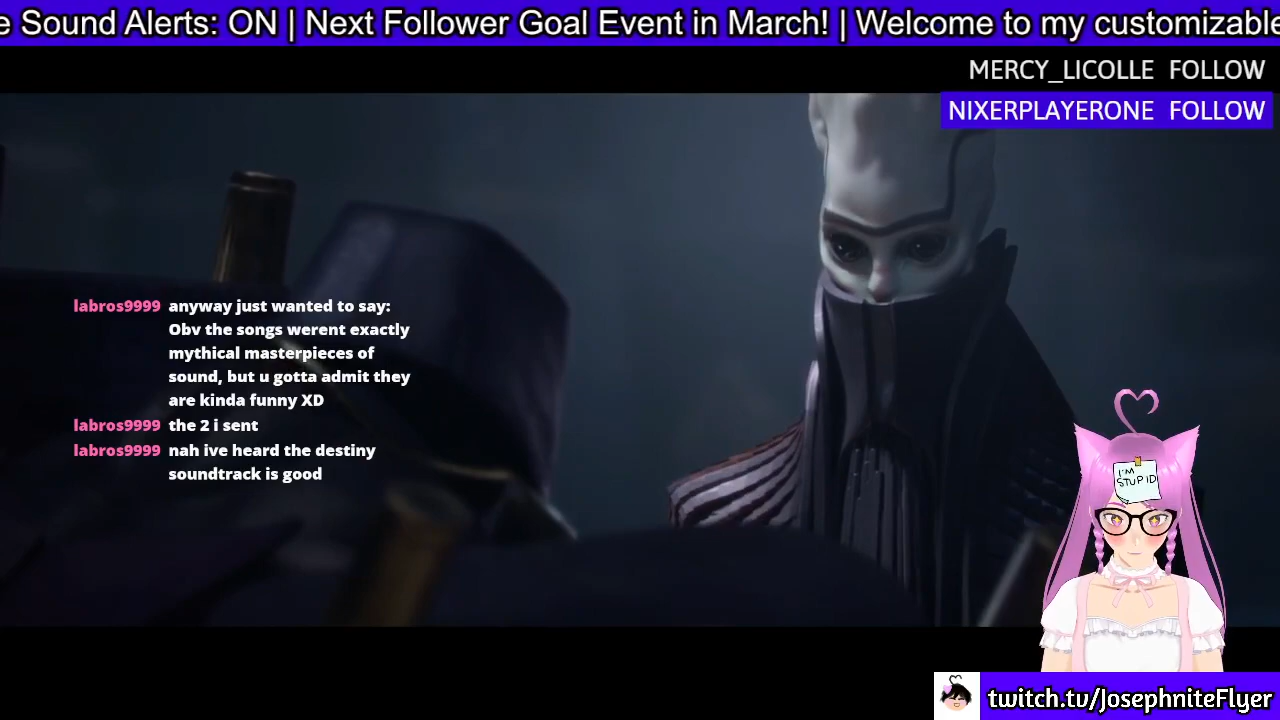 e Sound Alerts: ON | Next Follower Goal Event in March! | Welcome to my customizable
MERCY_LICOLLE FOLLOW
NIXERPLAYERONE FOLLOW
labros9999 anyway just wanted to say:
Obv the songs werent exactly
mythical masterpieces of
sound, but u gotta admit they
are kinda funny XD
labros9999 the 2 i sent
labros9999 nah ive heard the destiny
soundtrack is good
I'M
STUPID
twitch.tv/JosephniteFlyer